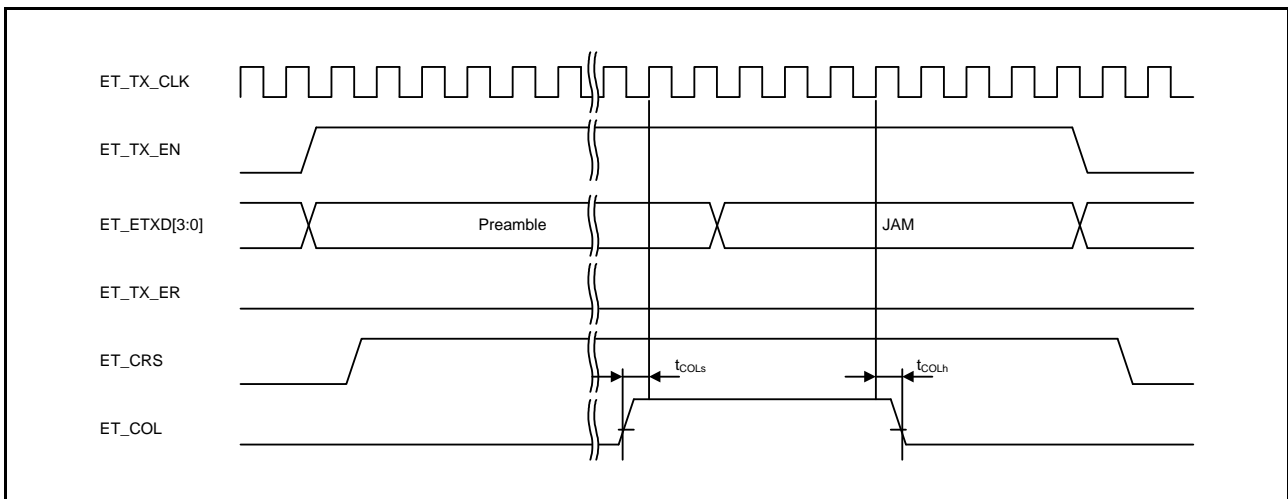 ET_TX_CLK
ET_TX_EN
ET_ETXD[3:0]
Preamble
JAM
ET_TX_ER
ET_CRS
tCOLs
tCOLh
ET_COL